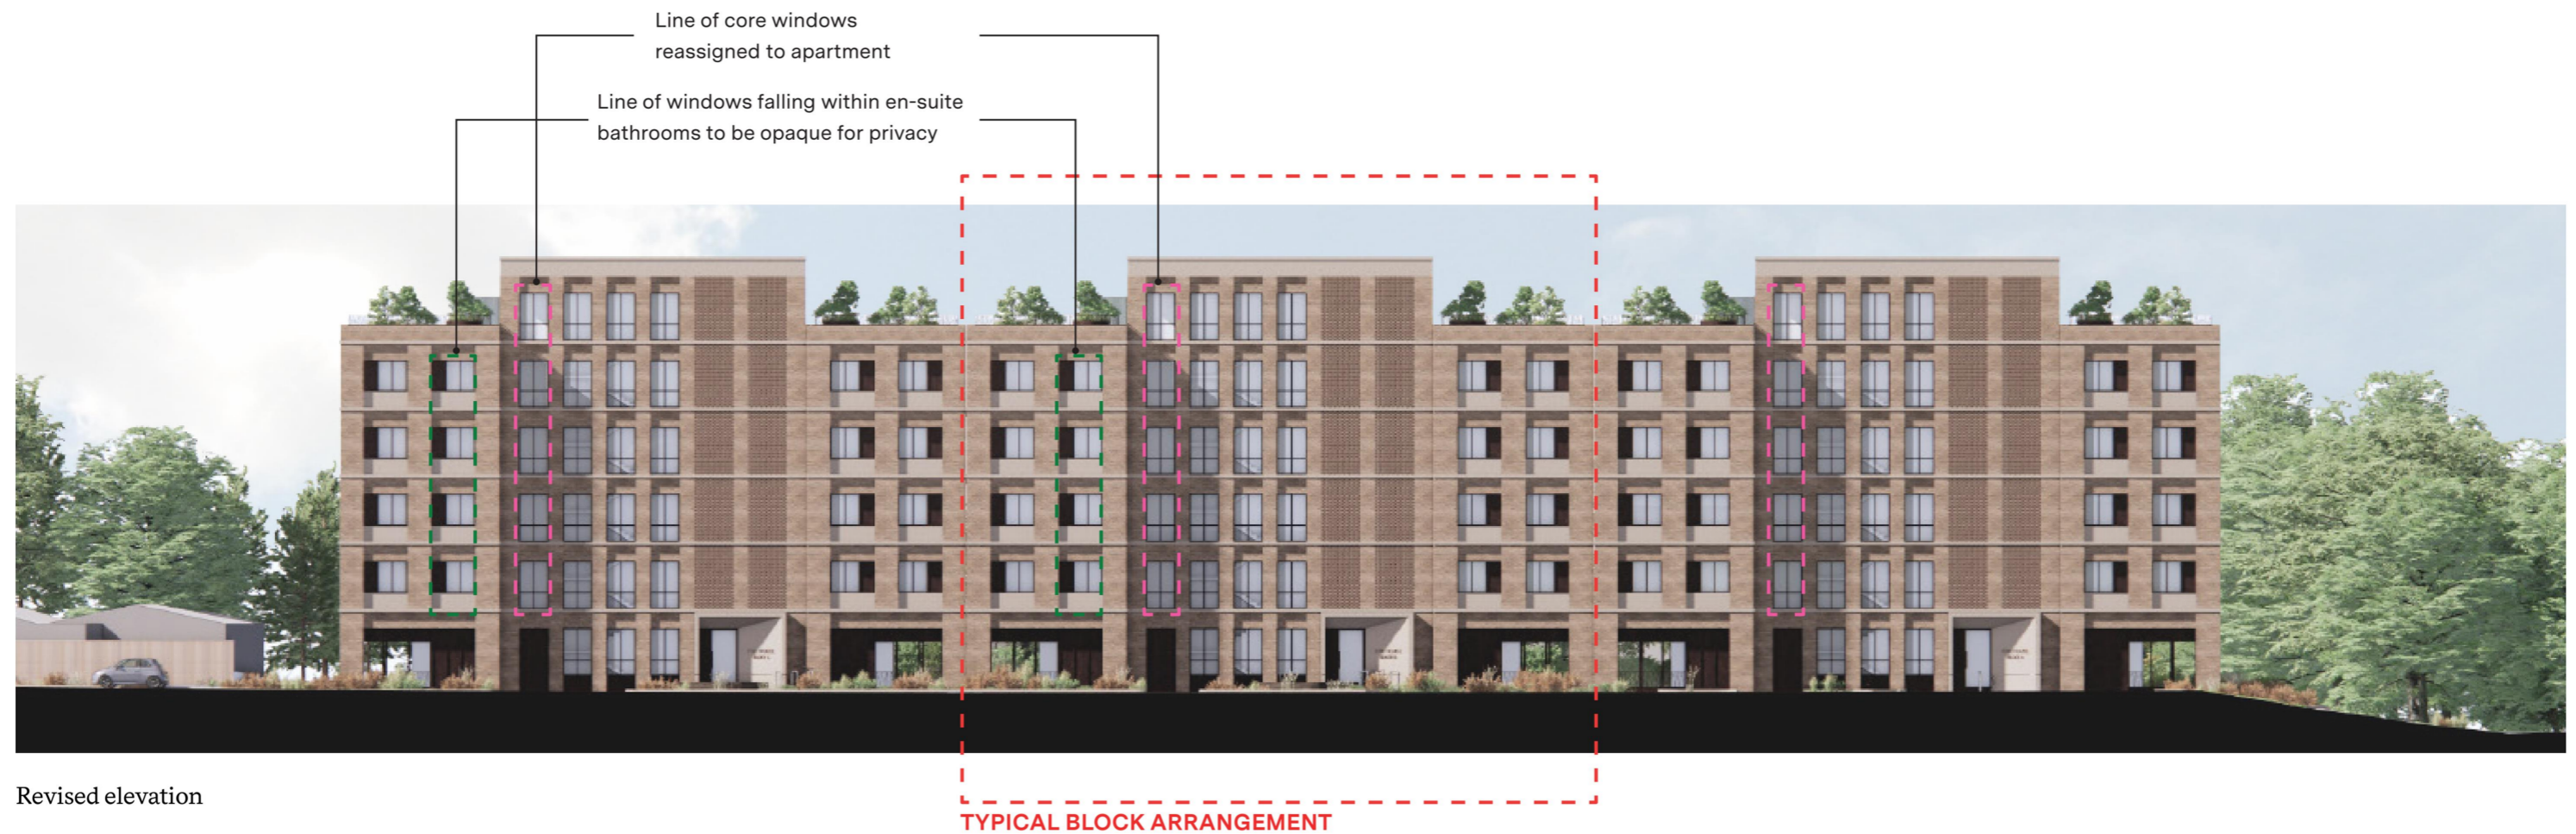 Line of core windows
reassigned to apartment
Line of windows falling within en-suite
bathrooms to be opaque for privacy
Revised elevation
TYPICAL BLOCK ARRANGEMENT